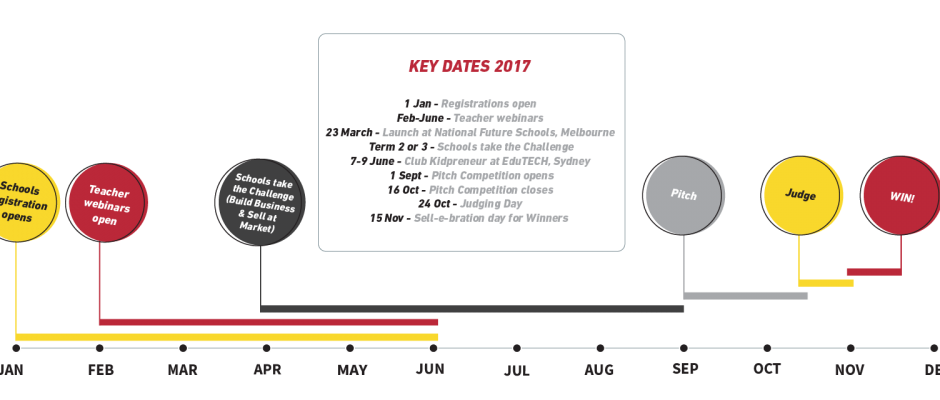 KEY DATES 2017
1 Jan - Registrations open
Feb-June - Teacher webinars
23 March - Launch at National Future Schools, Melbourne
Term 2 or 3 - Schools take the Challenge
7-9 June - Club Kidpreneur at EduTECH, Sydney
1 Sept - Pitch Competition opens
16 Oct - Pitch Competition closes
24 Oct - Judging Day
15 Nov - Sell-e-bration day for Winners
Schools
gistration
opens
Teacher
webinars
open
Schools take
the Challenge
(Build Business
& Sell at
Market)
Pitch
Judge
WIN!
JAN FEB MAR APR MAY JUN JUL AUG SEP OCT NOV DE